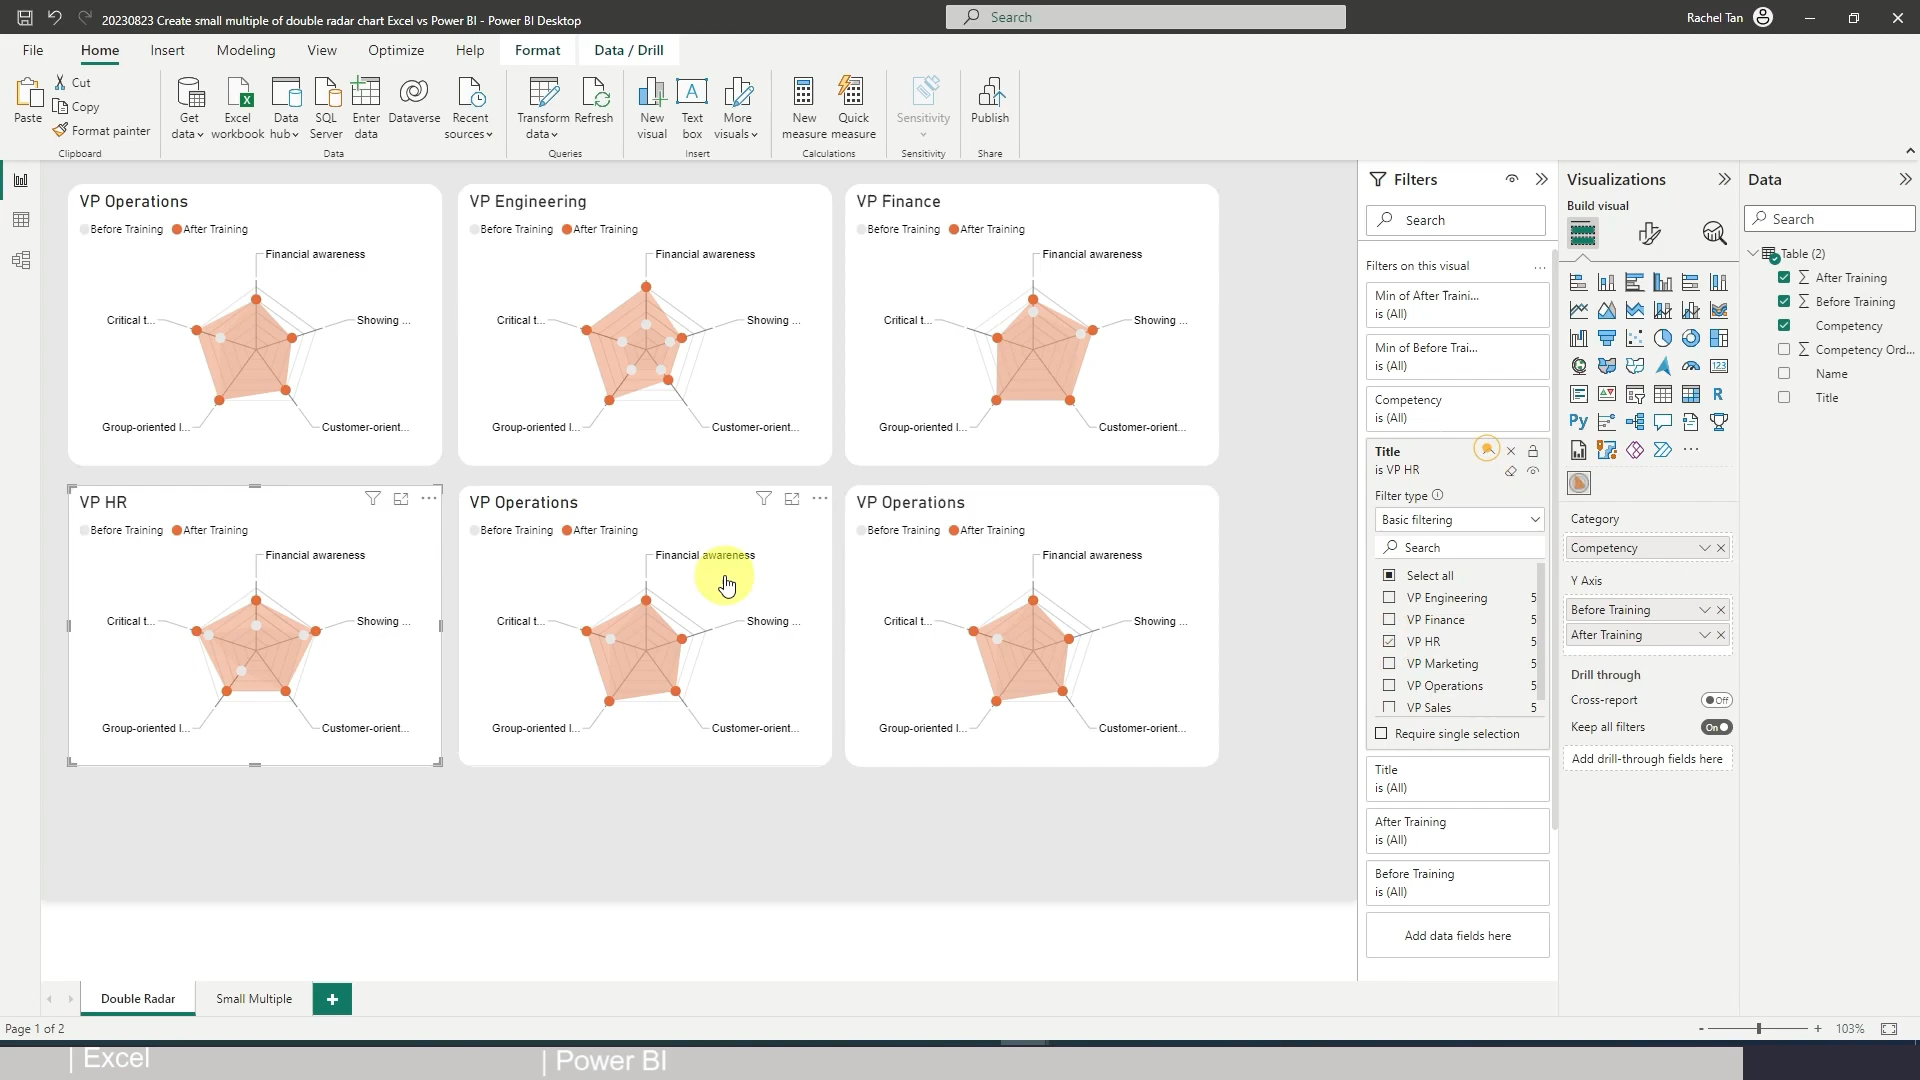 20230823 Create small multiple of double radar chart Excel vs Power BI - Power BI Desktop
Search
Rachel Tan
File
Home
Insert
Modeling
View
Optimize
Help
Format
Data / Drill
Paste
Cut
Copy
Format painter
Clipboard
Get data
Excel workbook
Data hub
SQL Server
Enter data
Dataverse
Recent sources
Data
Transform data
Refresh
Queries
New visual
Text box
More visuals
Insert
New measure
Quick measure
Calculations
Sensitivity
Sensitivity
Publish
Share
VP Operations
Before Training After Training
Financial awareness
Critical t...
Showing ...
Group-oriented l...
Customer-orient...
VP Engineering
Before Training After Training
Financial awareness
Critical t...
Showing ...
Group-oriented l...
Customer-orient...
VP Finance
Before Training After Training
Financial awareness
Critical t...
Showing ...
Group-oriented l...
Customer-orient...
VP HR
Before Training After Training
Financial awareness
Critical t...
Showing ...
Group-oriented l...
Customer-orient...
VP Operations
Before Training After Training
Financial awareness
Critical t...
Showing ...
Group-oriented l...
Customer-orient...
VP Operations
Before Training After Training
Financial awareness
Critical t...
Showing ...
Group-oriented l...
Customer-orient...
Filters
Search
Filters on this visual
...
Min of After Traini...
is (All)
Min of Before Trai...
is (All)
Competency
is (All)
Title
is VP HR
Filter type
Basic filtering
Search
Select all
VP Engineering 5
VP Finance 5
VP HR 5
VP Marketing 5
VP Operations 5
VP Sales 5
Require single selection
Title
is (All)
After Training
is (All)
Before Training
is (All)
Add data fields here
Visualizations
Build visual
123
R
Py
...
Category
Competency
Y Axis
Before Training
After Training
Drill through
Cross-report Off
Keep all filters On
Add drill-through fields here
Data
Search
Table (2)
After Training
Before Training
Competency
Competency Ord...
Name
Title
Double Radar
Small Multiple
Page 1 of 2
103%
| Excel
| Power BI